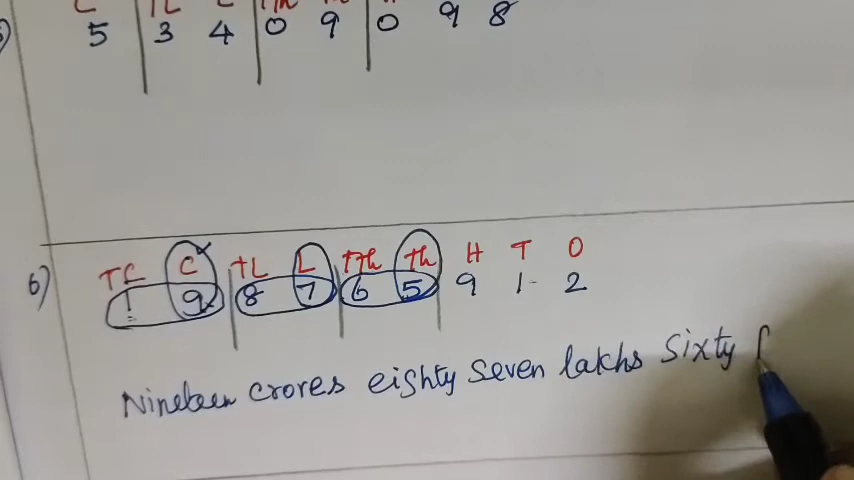 5 3 4 0 9 0 9 8
6) TC C TL L TTh Th H T O
1 9 8 7 6 5 9 1 2
Nineteen crores eighty seven lakhs sixty f